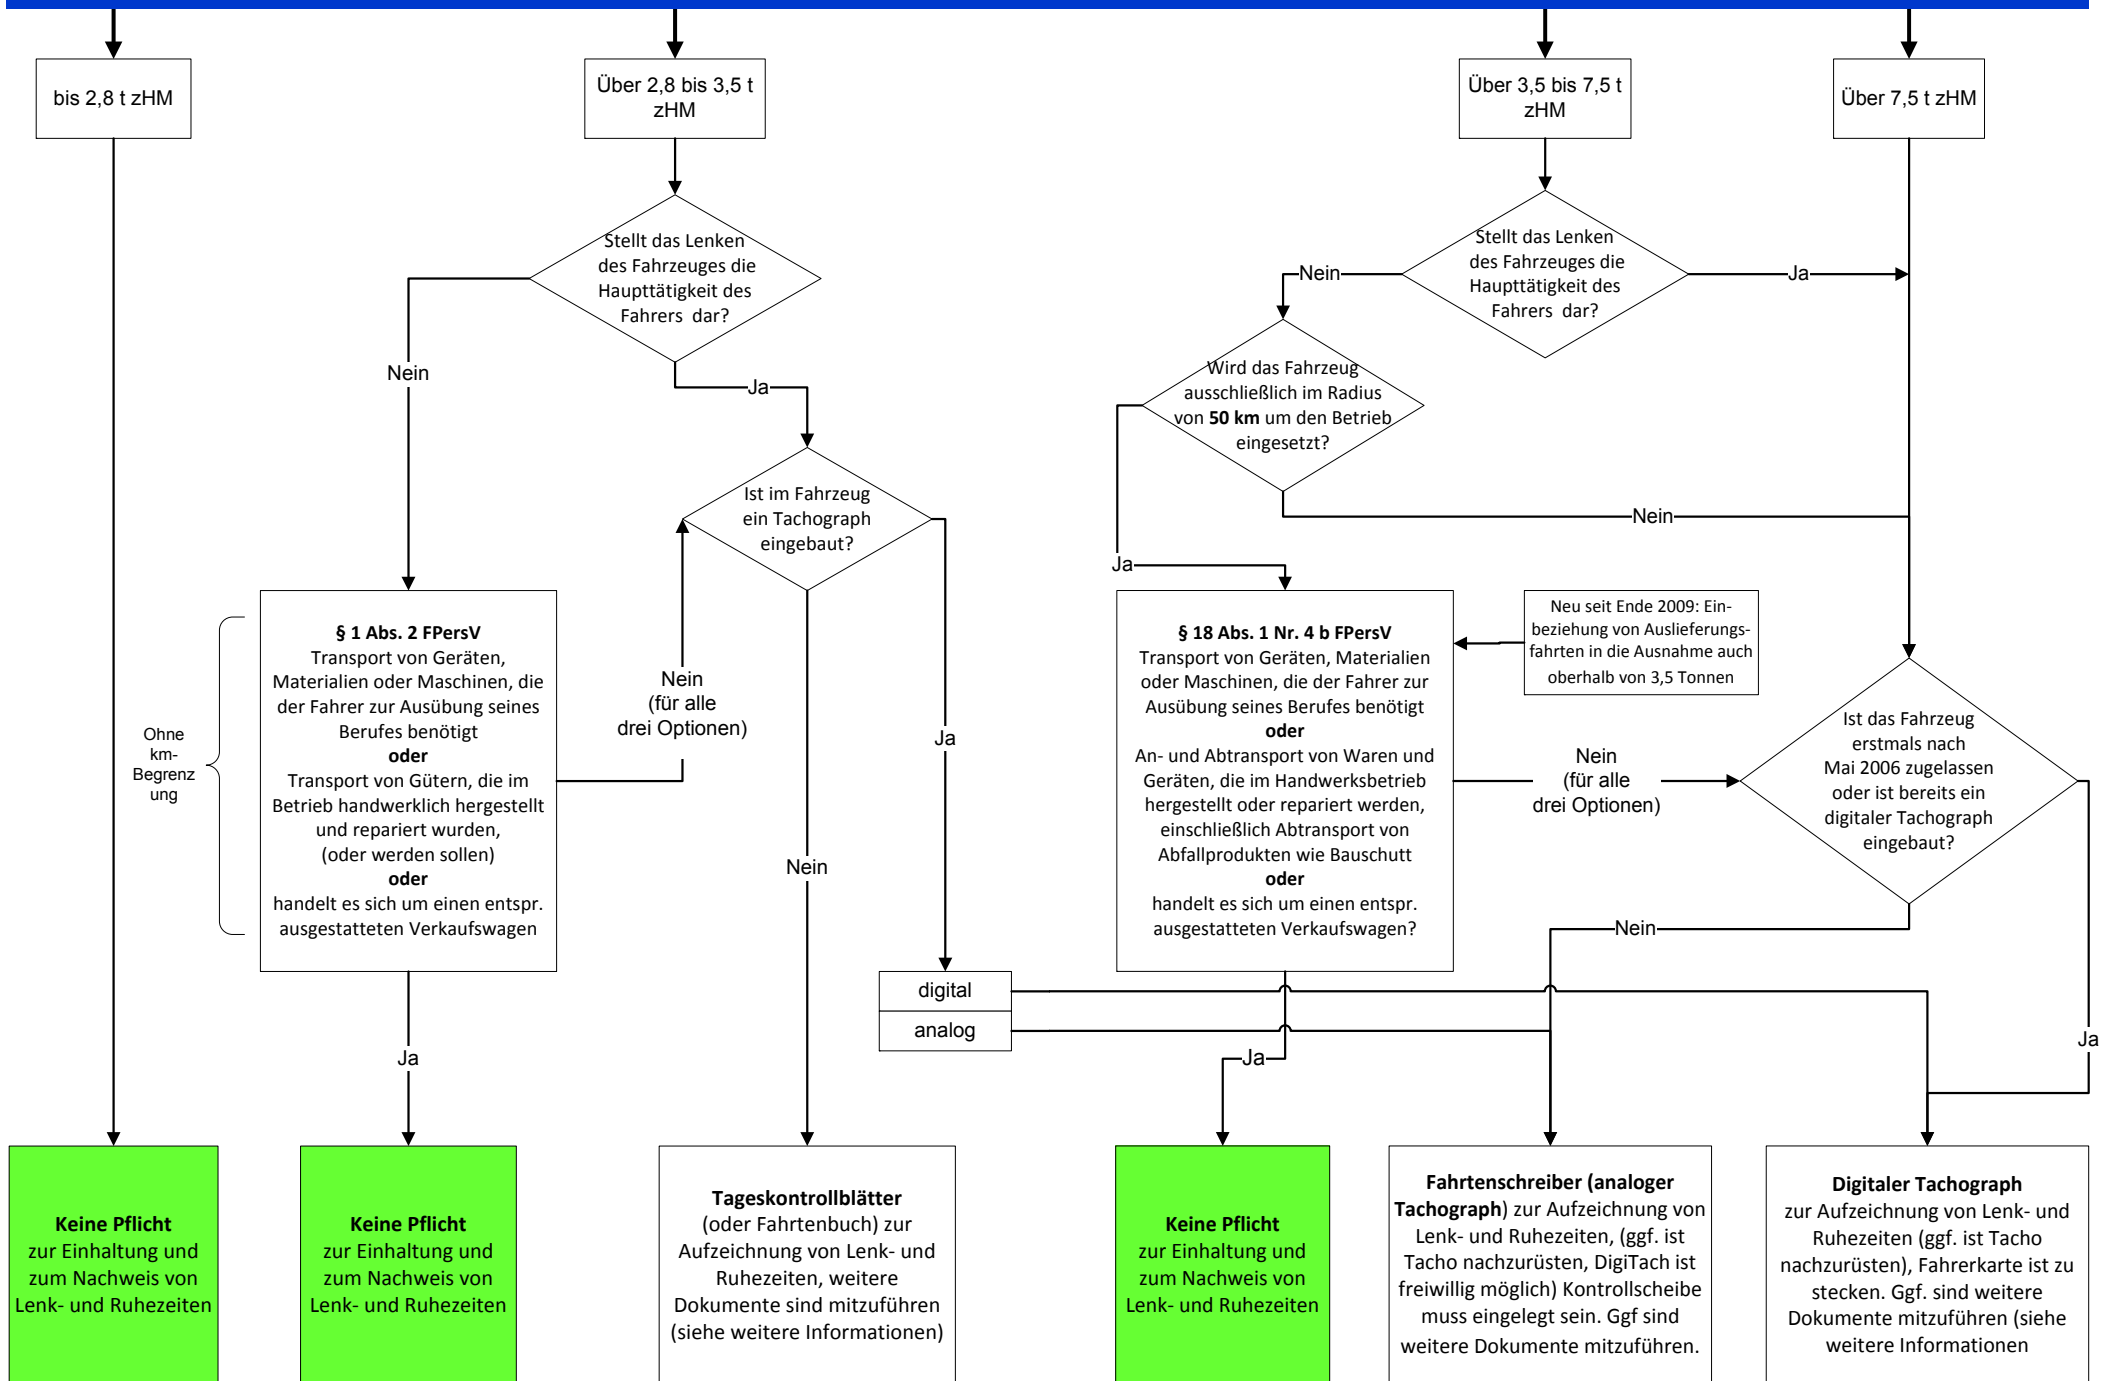 bis 2,8 t zHM
Über 2,8 bis 3,5 t
zHM
Über 3,5 bis 7,5 t
zHM
Über 7,5 t zHM
Stellt das Lenken
des Fahrzeuges die
Haupttätigkeit des
Fahrers dar?
Nein
Ja
Stellt das Lenken
des Fahrzeuges die
Haupttätigkeit des
Fahrers dar?
Nein
Ja
Wird das Fahrzeug
ausschließlich im Radius
von 50 km um den Betrieb
eingesetzt?
Nein
Ja
Ist im Fahrzeug
ein Tachograph
eingebaut?
Ja
Nein
Ohne
km-
Begrenz
ung
§ 1 Abs. 2 FPersV
Transport von Geräten,
Materialien oder Maschinen, die
der Fahrer zur Ausübung seines
Berufes benötigt
oder
Transport von Gütern, die im
Betrieb handwerklich hergestellt
und repariert wurden,
(oder werden sollen)
oder
handelt es sich um einen entspr.
ausgestatteten Verkaufswagen
Nein
(für alle
drei Optionen)
Ja
digital
analog
§ 18 Abs. 1 Nr. 4 b FPersV
Transport von Geräten, Materialien
oder Maschinen, die der Fahrer zur
Ausübung seines Berufes benötigt
oder
An- und Abtransport von Waren und
Geräten, die im Handwerksbetrieb
hergestellt oder repariert werden,
einschließlich Abtransport von
Abfallprodukten wie Bauschutt
oder
handelt es sich um einen entspr.
ausgestatteten Verkaufswagen?
Neu seit Ende 2009: Ein-
beziehung von Auslieferungs-
fahrten in die Ausnahme auch
oberhalb von 3,5 Tonnen
Nein
(für alle
drei Optionen)
Ja
Ist das Fahrzeug
erstmals nach
Mai 2006 zugelassen
oder ist bereits ein
digitaler Tachograph
eingebaut?
Nein
Ja
Keine Pflicht
zur Einhaltung und
zum Nachweis von
Lenk- und Ruhezeiten
Keine Pflicht
zur Einhaltung und
zum Nachweis von
Lenk- und Ruhezeiten
Tageskontrollblätter
(oder Fahrtenbuch) zur
Aufzeichnung von Lenk- und
Ruhezeiten, weitere
Dokumente sind mitzuführen
(siehe weitere Informationen)
Keine Pflicht
zur Einhaltung und
zum Nachweis von
Lenk- und Ruhezeiten
Fahrtenschreiber (analoger
Tachograph) zur Aufzeichnung von
Lenk- und Ruhezeiten, (ggf. ist
Tacho nachzurüsten, DigiTach ist
freiwillig möglich) Kontrollscheibe
muss eingelegt sein. Ggf sind
weitere Dokumente mitzuführen.
Digitaler Tachograph
zur Aufzeichnung von Lenk- und
Ruhezeiten (ggf. ist Tacho
nachzurüsten), Fahrerkarte ist zu
stecken. Ggf. sind weitere
Dokumente mitzuführen (siehe
weitere Informationen